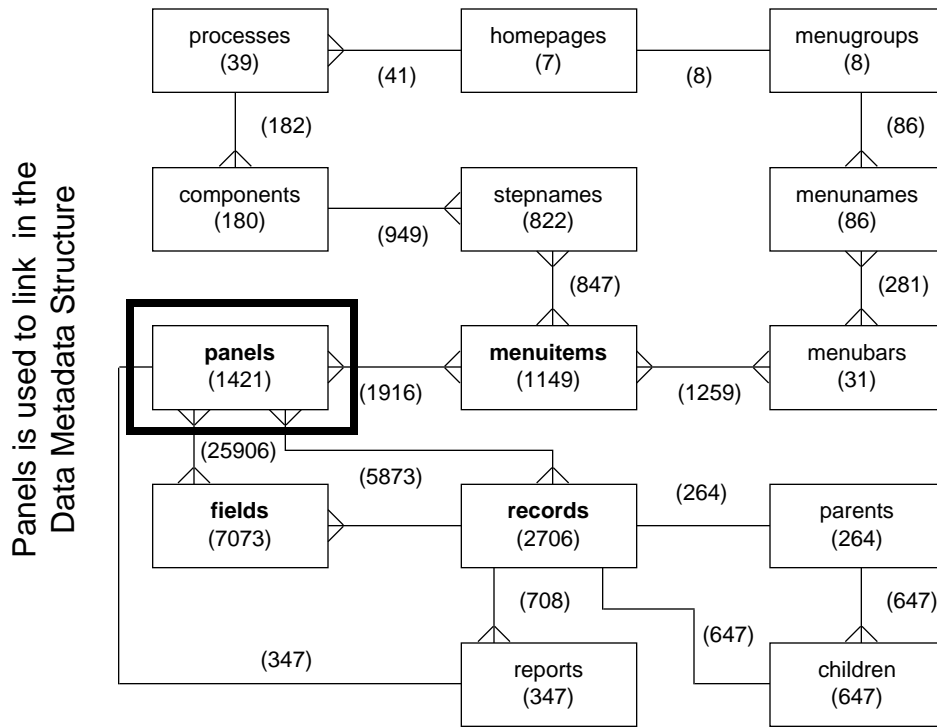 Panels is used to link in the
Data Metadata Structure
processes
(39)
(41)
homepages
(7)
(8)
menugroups
(8)
(182)
(86)
components
(180)
(949)
stepnames
(822)
menunames
(86)
(847)
(281)
panels
(1421)
(1916)
menuitems
(1149)
(1259)
menubars
(31)
(25906)
(5873)
fields
(7073)
records
(2706)
(264)
parents
(264)
(708)
(647)
(647)
(347)
reports
(347)
children
(647)